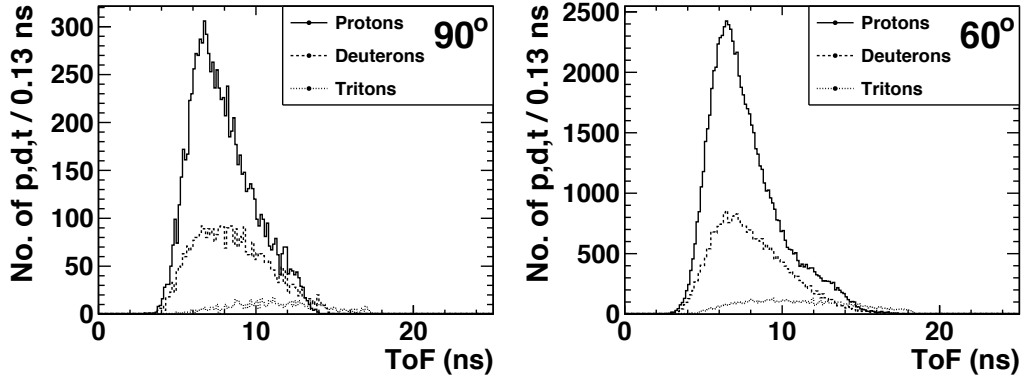 No. of p,d,t / 0.13 ns
300
250
200
150
100
50
0
0 10 20
ToF (ns)
Protons
Deuterons
Tritons
90º
No. of p,d,t / 0.13 ns
2500
2000
1500
1000
500
0
0 10 20
ToF (ns)
Protons
Deuterons
Tritons
60º